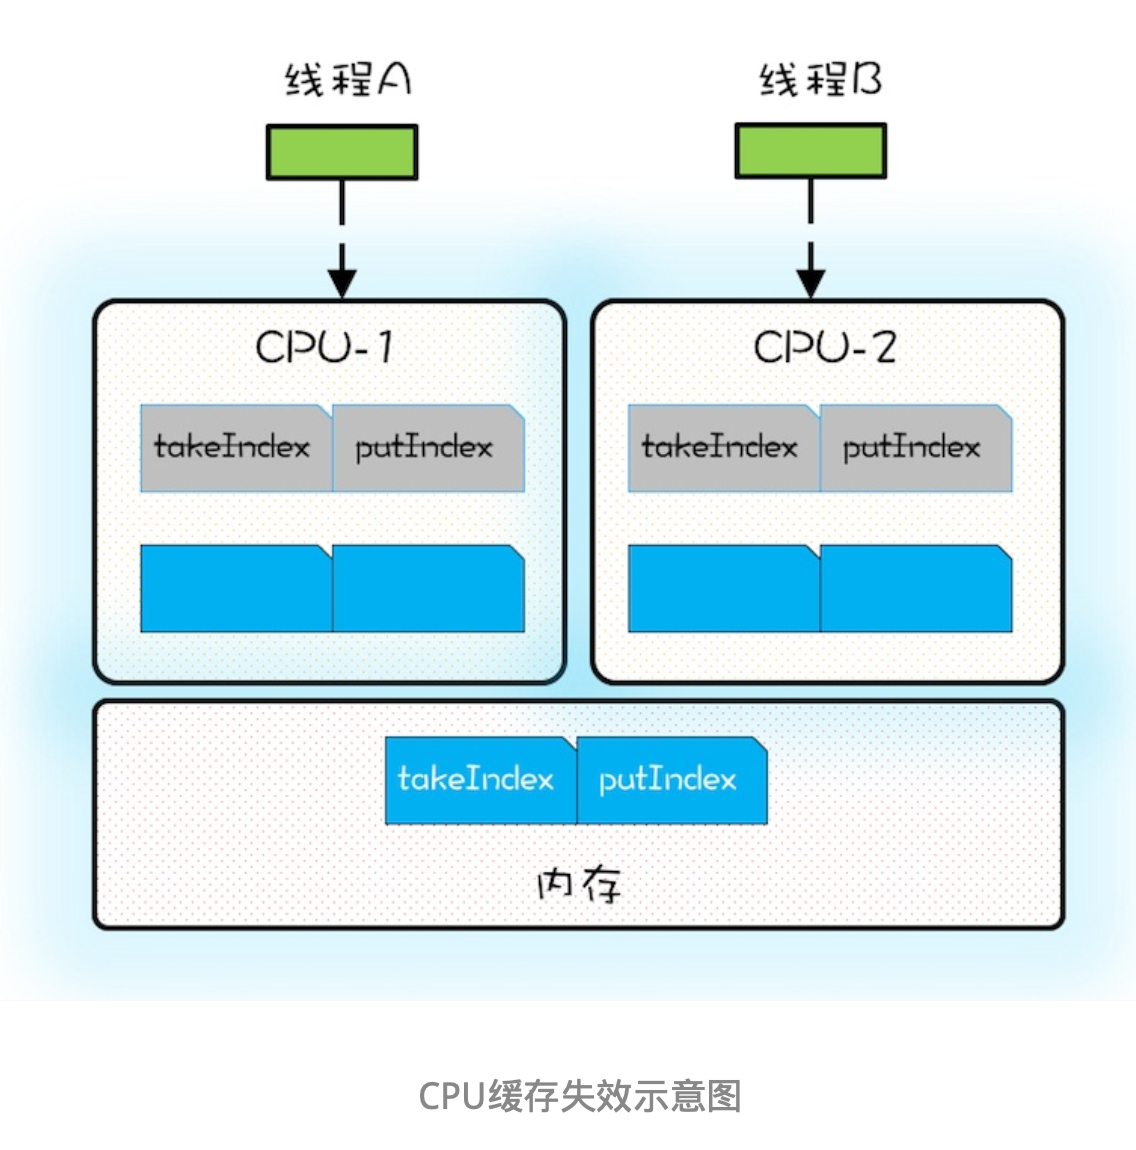 线程A
线程B
CPU-1
CPU-2
takeIndex putIndex
takeIndex putIndex
takeIndex putIndex
内存
CPU缓存失效示意图